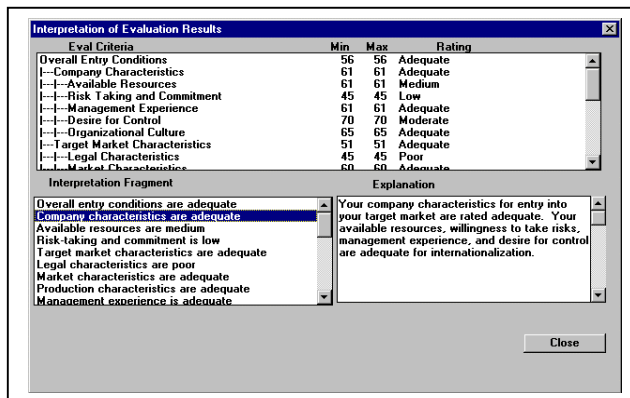 Interpretation of Evaluation Results
Eval Criteria Min Max Rating
Overall Entry Conditions 56 56 Adequate
|---Company Characteristics 61 61 Adequate
|---|---Available Resources 61 61 Medium
|---|---Risk Taking and Commitment 45 45 Low
|---|---Management Experience 61 61 Adequate
|---|---Desire for Control 70 70 Moderate
|---|---Organizational Culture 65 65 Adequate
|---Target Market Characteristics 51 51 Adequate
|---|---Legal Characteristics 45 45 Poor
|---|---Market Characteristics 60 60 Adequate
Interpretation Fragment
Overall entry conditions are adequate
Company characteristics are adequate
Available resources are medium
Risk-taking and commitment is low
Target market characteristics are adequate
Legal characteristics are poor
Market characteristics are adequate
Production characteristics are adequate
Management experience is adequate
Explanation
Your company characteristics for entry into
your target market are rated adequate. Your
available resources, willingness to take risks,
management experience, and desire for control
are adequate for internationalization.
Close